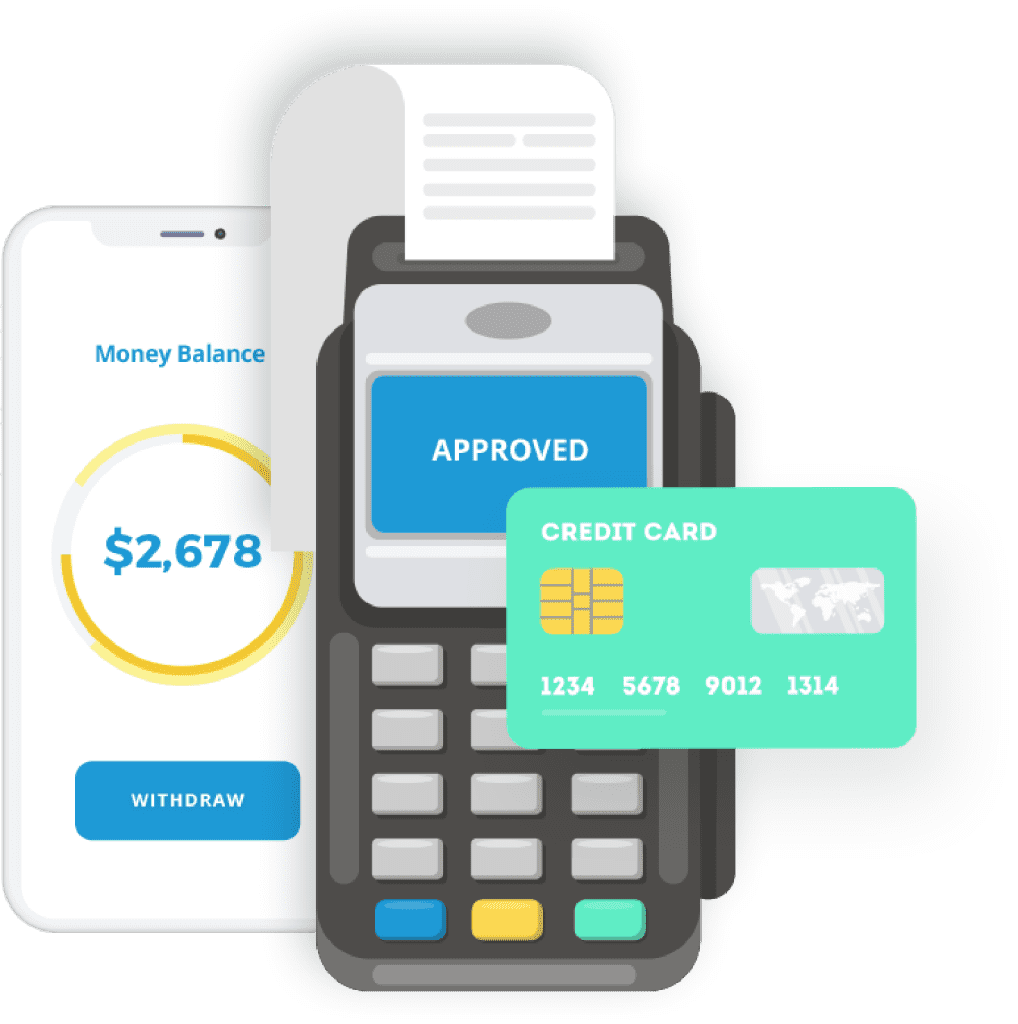 Money Balance
$2,678
WITHDRAW
APPROVED
CREDIT CARD
1234 5678 9012 1314